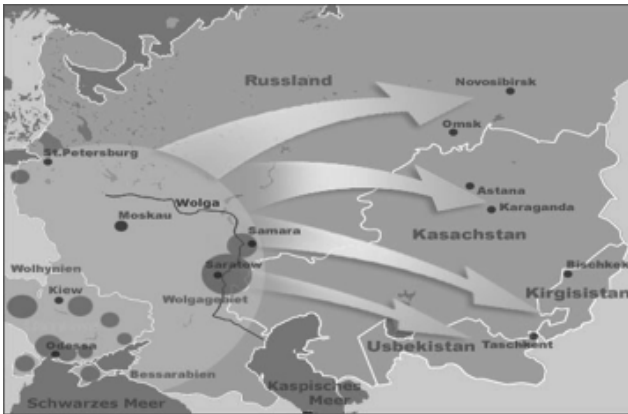 Russland
Novosibirsk
Omsk
St.Petersburg
Astana
Wolga
Karaganda
Moskau
Samara
Kasachstan
Wolhynien
Saratow
Bischkek
Kiew
Wolgagebiet
Kirgisistan
Odessa
Usbekistan
Taschkent
Bessarabien
Kaspisches
Meer
Schwarzes Meer